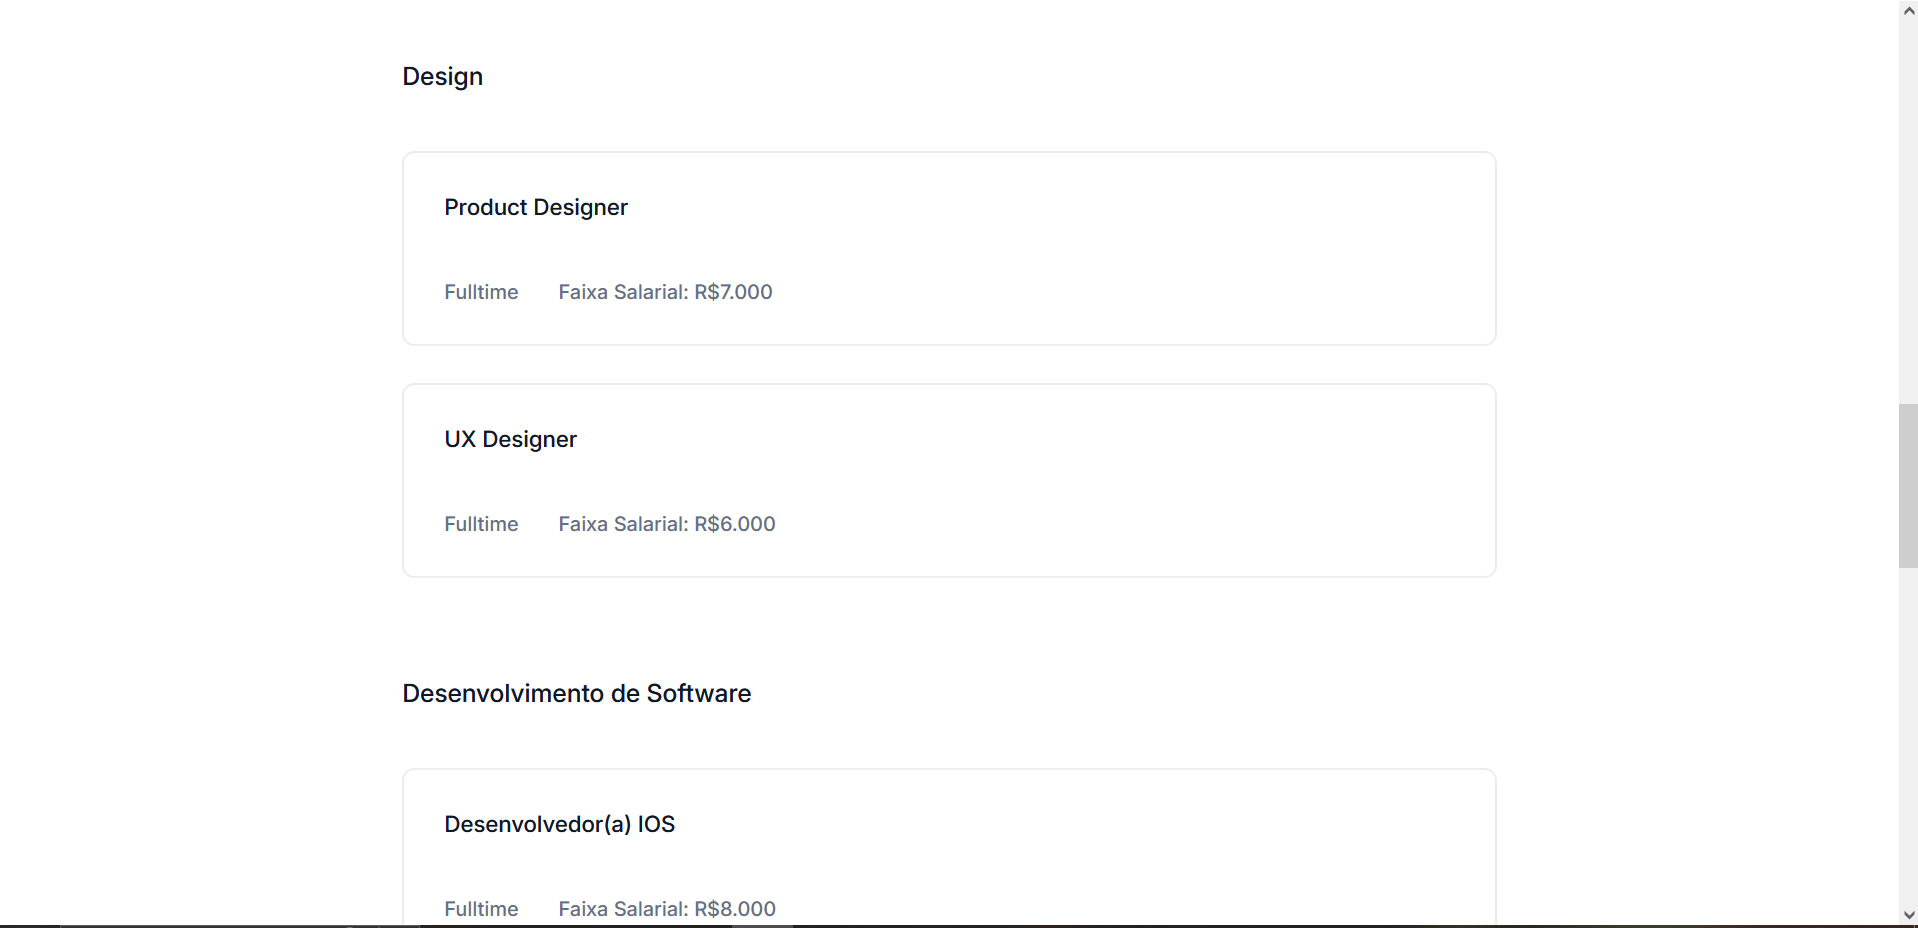 Design
Product Designer
Fulltime Faixa Salarial: R$7.000
UX Designer
Fulltime Faixa Salarial: R$6.000
Desenvolvimento de Software
Desenvolvedor(a) IOS
Fulltime Faixa Salarial: R$8.000